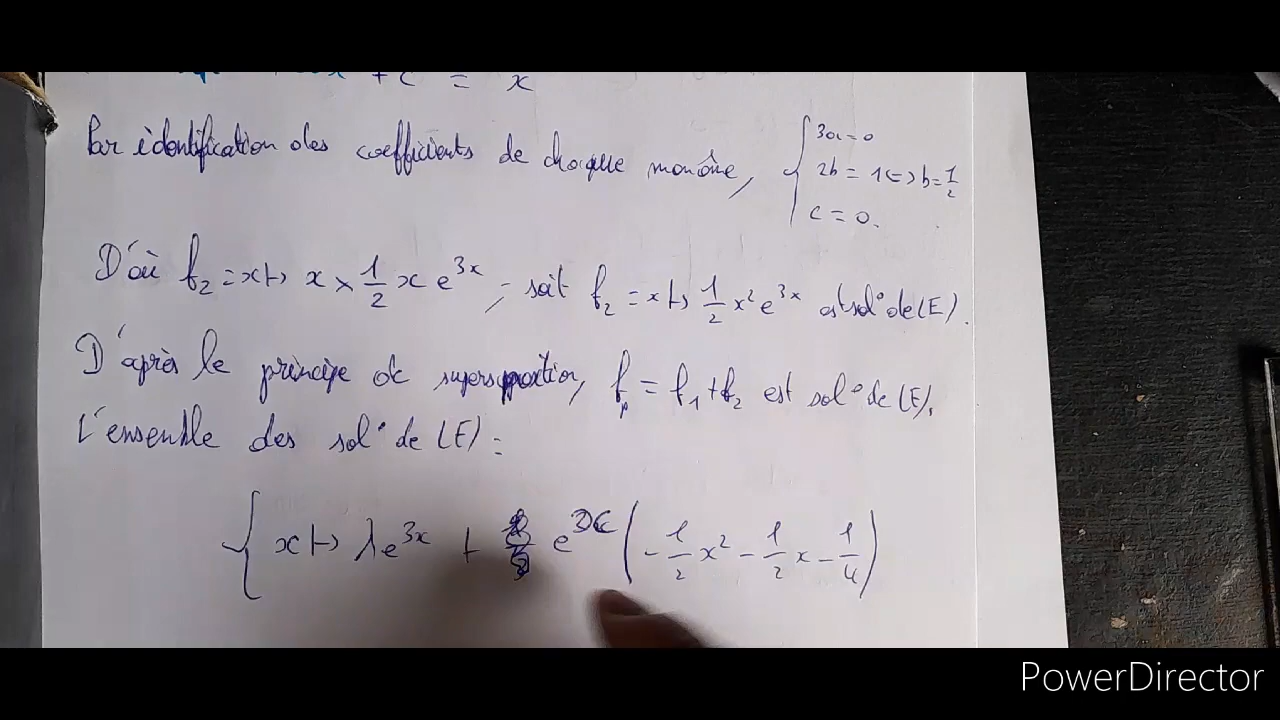 + c = x
Par identification des coefficients de chaque monôme, { 3a = 0
2b = 1 <=> b = 1/2
c = 0.
D'où f₂ = x ↦ x × 1/2 x e^{3x}, soit f₂ = x ↦ 1/2 x² e^{3x} est sol° de (E).
D'après le principe de superposition, f_p = f₁ + f₂ est sol° de (E).
L'ensemble des sol° de (E) :
{ x ↦ λe^{3x} + e^{x} (-1/2 x² - 1/2 x - 1/4)
PowerDirector